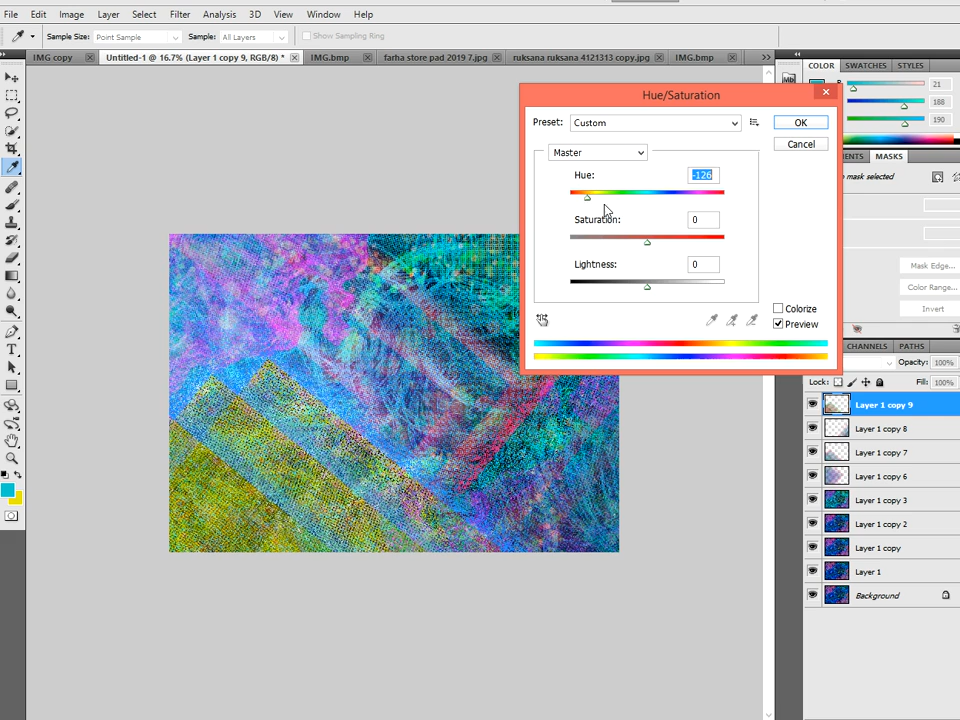 File Edit Image Layer Select Filter Analysis 3D View Window Help
Sample Size: Point Sample Sample: All Layers Show Sampling Ring
IMG copy Untitled-1 @ 16.7% (Layer 1 copy 9, RGB/8) * IMG.bmp farha store pad 2019 7.jpg ruksana ruksana 4121313 copy.jpg IMG.bmp
COLOR SWATCHES STYLES
21
188
190
Hue/Saturation
Preset: Custom OK
Cancel
Master
Hue: -126
Saturation: 0
Lightness: 0
Colorize
Preview
MENTS MASKS
mask selected
Mask Edge...
Color Range...
Invert
CHANNELS PATHS
Opacity: 100%
Lock: Fill: 100%
Layer 1 copy 9
Layer 1 copy 8
Layer 1 copy 7
Layer 1 copy 6
Layer 1 copy 3
Layer 1 copy 2
Layer 1 copy
Layer 1
Background